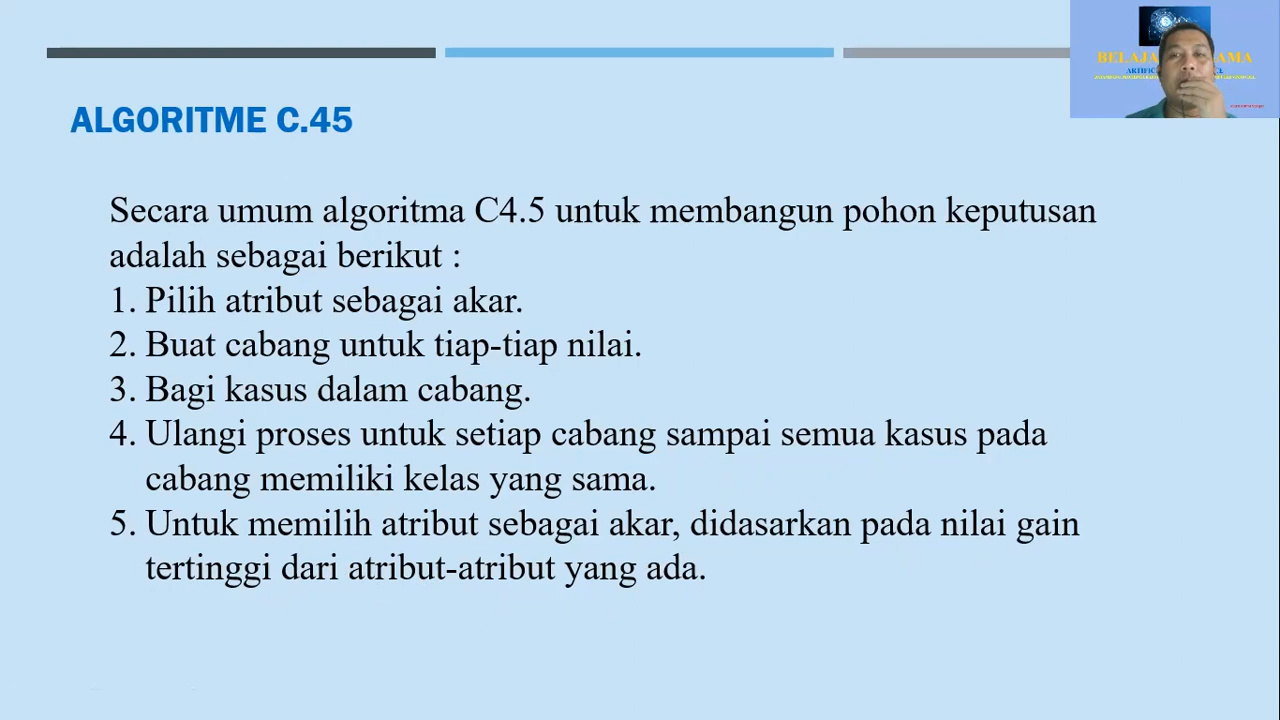 ALGORITME C.45
Secara umum algoritma C4.5 untuk membangun pohon keputusan
adalah sebagai berikut :
1. Pilih atribut sebagai akar.
2. Buat cabang untuk tiap-tiap nilai.
3. Bagi kasus dalam cabang.
4. Ulangi proses untuk setiap cabang sampai semua kasus pada
cabang memiliki kelas yang sama.
5. Untuk memilih atribut sebagai akar, didasarkan pada nilai gain
tertinggi dari atribut-atribut yang ada.